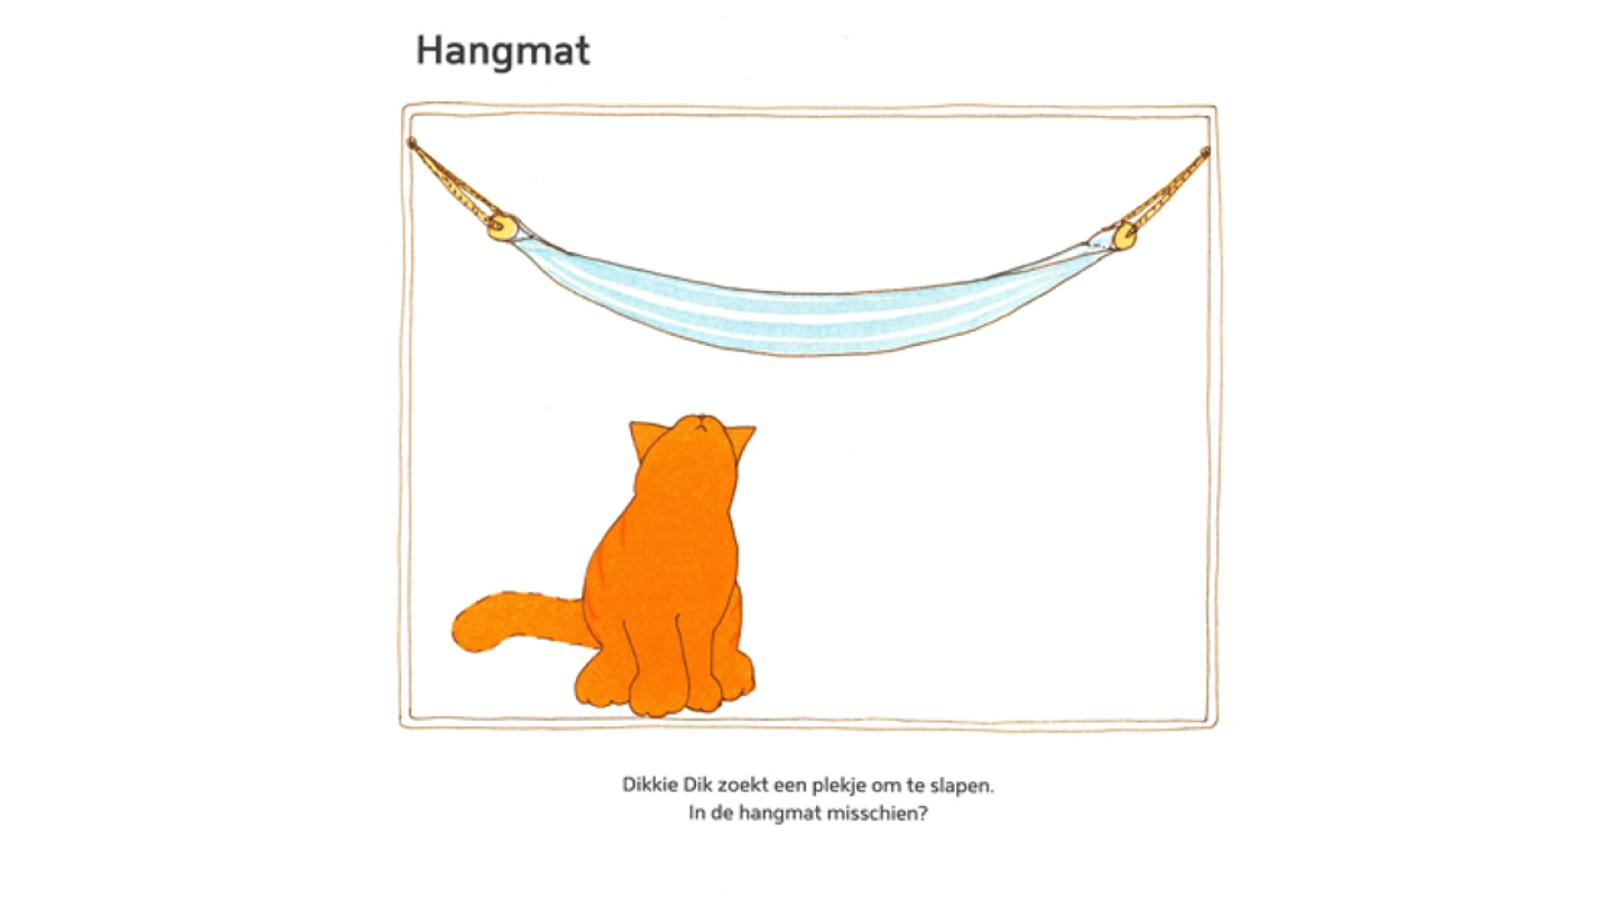 Hangmat
Dikkie Dik zoekt een plekje om te slapen.
In de hangmat misschien?